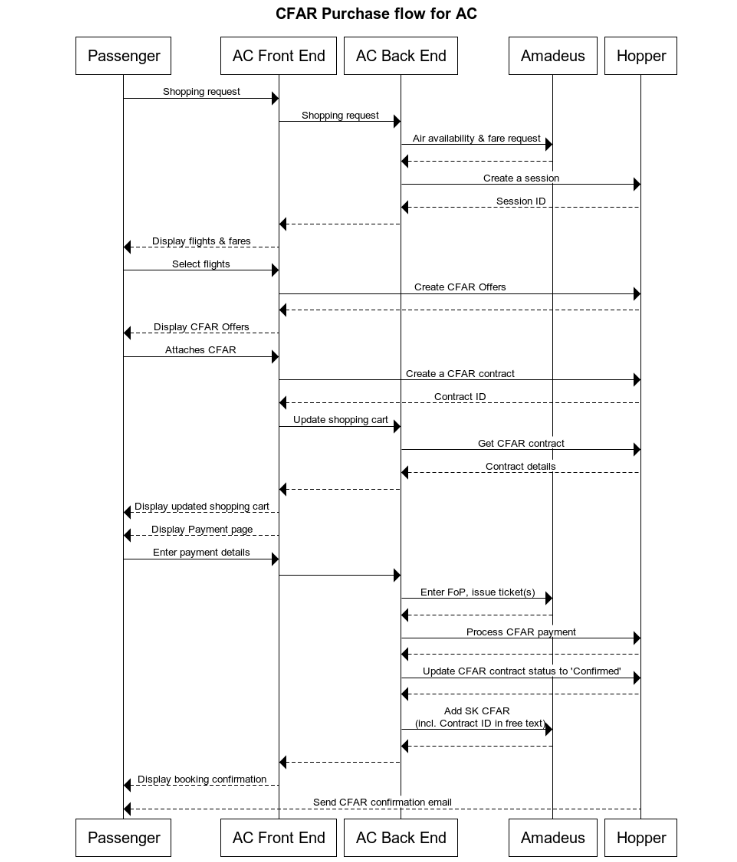 CFAR Purchase flow for AC
Passenger AC Front End AC Back End Amadeus Hopper
Shopping request
Shopping request
Air availability & fare request
Create a session
Session ID
Display flights & fares
Select flights
Create CFAR Offers
Display CFAR Offers
Attaches CFAR
Create a CFAR contract
Contract ID
Update shopping cart
Get CFAR contract
Contract details
Display updated shopping cart
Display Payment page
Enter payment details
Enter FoP, issue ticket(s)
Process CFAR payment
Update CFAR contract status to 'Confirmed'
Add SK CFAR
(incl. Contract ID in free text)
Display booking confirmation
Send CFAR confirmation email
Passenger AC Front End AC Back End Amadeus Hopper